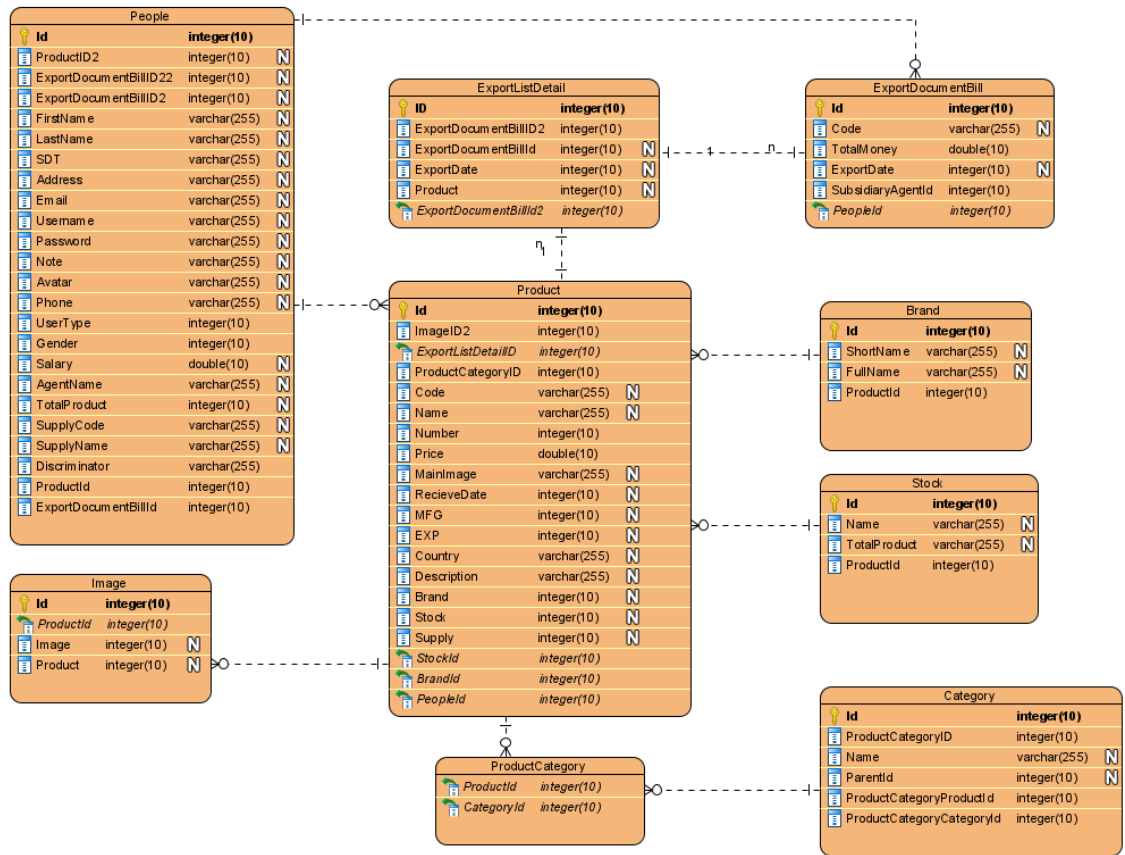 People
Id integer(10)
ProductID2 integer(10) N
ExportDocumentBillID22 integer(10) N
ExportDocumentBillID2 integer(10) N
FirstName varchar(255) N
LastName varchar(255) N
SDT varchar(255) N
Address varchar(255) N
Email varchar(255) N
Username varchar(255) N
Password varchar(255) N
Note varchar(255) N
Avatar varchar(255) N
Phone varchar(255) N
UserType integer(10)
Gender integer(10)
Salary double(10) N
AgentName varchar(255) N
TotalProduct integer(10) N
SupplyCode varchar(255) N
SupplyName varchar(255) N
Discriminator varchar(255)
ProductId integer(10)
ExportDocumentBillId integer(10)
ExportListDetail
ID integer(10)
ExportDocumentBillID2 integer(10)
ExportDocumentBillId integer(10) N
ExportDate integer(10) N
Product integer(10) N
ExportDocumentBillId2 integer(10)
1 n
ExportDocumentBill
Id integer(10)
Code varchar(255) N
TotalMoney double(10)
ExportDate integer(10) N
SubsidiaryAgentId integer(10)
PeopleId integer(10)
n 1
Product
Id integer(10)
ImageID2 integer(10)
ExportListDetailID integer(10)
ProductCategoryID integer(10)
Code varchar(255) N
Name varchar(255) N
Number integer(10)
Price double(10)
MainImage varchar(255) N
RecieveDate integer(10) N
MFG integer(10) N
EXP integer(10) N
Country varchar(255) N
Description varchar(255) N
Brand integer(10) N
Stock integer(10) N
Supply integer(10) N
StockId integer(10)
BrandId integer(10)
PeopleId integer(10)
Brand
Id integer(10)
ShortName varchar(255) N
FullName varchar(255) N
ProductId integer(10)
Stock
Id integer(10)
Name varchar(255) N
TotalProduct varchar(255) N
ProductId integer(10)
Image
Id integer(10)
ProductId integer(10)
Image integer(10) N
Product integer(10) N
ProductCategory
ProductId integer(10)
CategoryId integer(10)
Category
Id integer(10)
ProductCategoryID integer(10)
Name varchar(255) N
ParentId integer(10) N
ProductCategoryProductId integer(10)
ProductCategoryCategoryId integer(10)